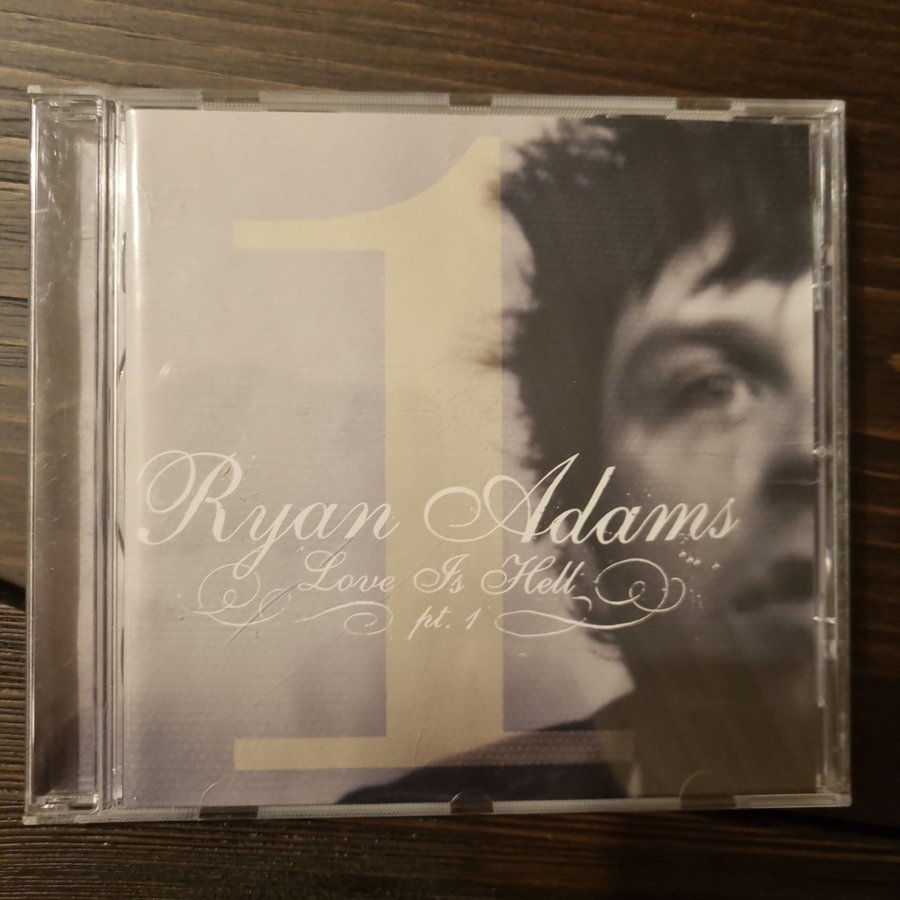 1
Ryan Adams
Love Is Hell
pt. 1